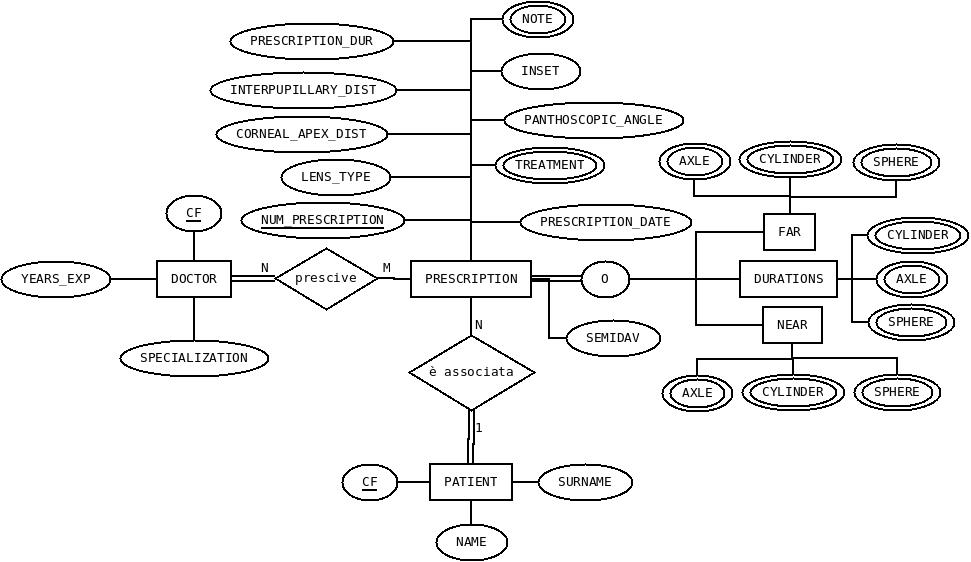 NOTE
PRESCRIPTION_DUR
INSET
INTERPUPILLARY_DIST
PANTHOSCOPIC_ANGLE
CORNEAL_APEX_DIST
AXLE
CYLINDER
SPHERE
TREATMENT
LENS_TYPE
CF
NUM_PRESCRIPTION
PRESCRIPTION_DATE
FAR
CYLINDER
YEARS_EXP
DOCTOR
N
prescive
M
PRESCRIPTION
O
DURATIONS
AXLE
N
NEAR
SPHERE
SEMIDAV
SPECIALIZATION
è associata
AXLE
CYLINDER
SPHERE
1
CF
PATIENT
SURNAME
NAME